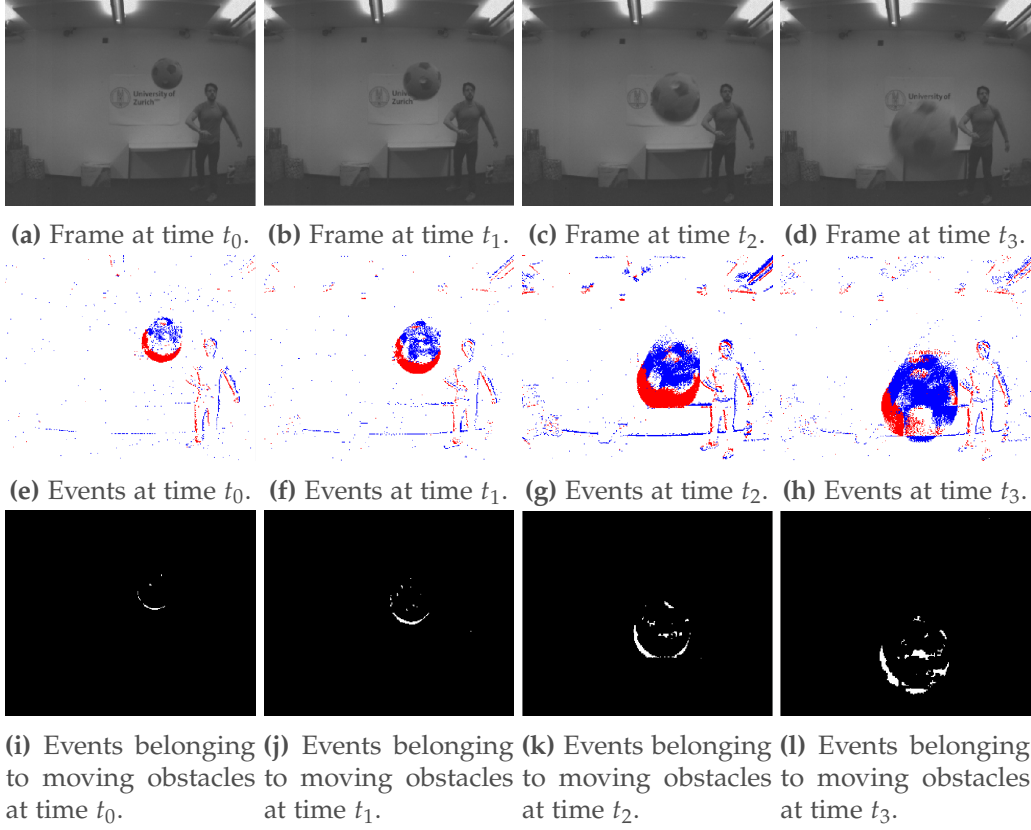 University of
Zurich
Zurich
University of
(a) Frame at time t₀. (b) Frame at time t₁. (c) Frame at time t₂. (d) Frame at time t₃.
(e) Events at time t₀. (f) Events at time t₁. (g) Events at time t₂. (h) Events at time t₃.
(i) Events belonging
to moving obstacles
at time t₀.
(j) Events belonging
to moving obstacles
at time t₁.
(k) Events belonging
to moving obstacles
at time t₂.
(l) Events belonging
to moving obstacles
at time t₃.